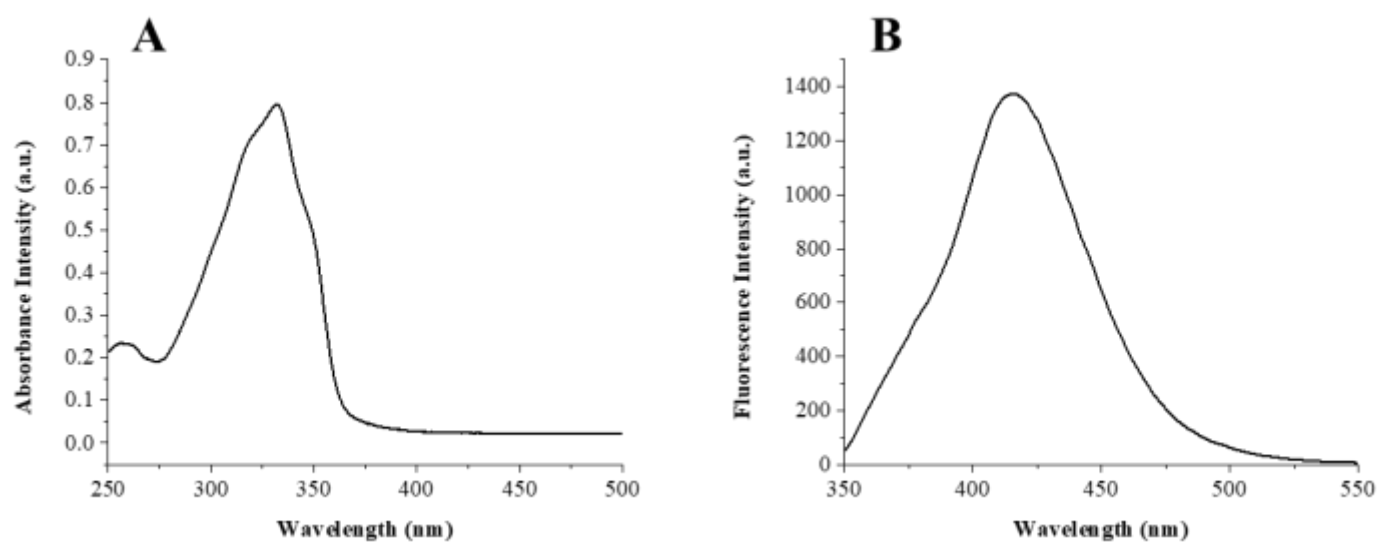 A
Absorbance Intensity (a.u.)
0.9
0.8
0.7
0.6
0.5
0.4
0.3
0.2
0.1
0.0
250 300 350 400 450 500
Wavelength (nm)
B
Fluorescence Intensity (a.u.)
1400
1200
1000
800
600
400
200
0
350 400 450 500 550
Wavelength (nm)